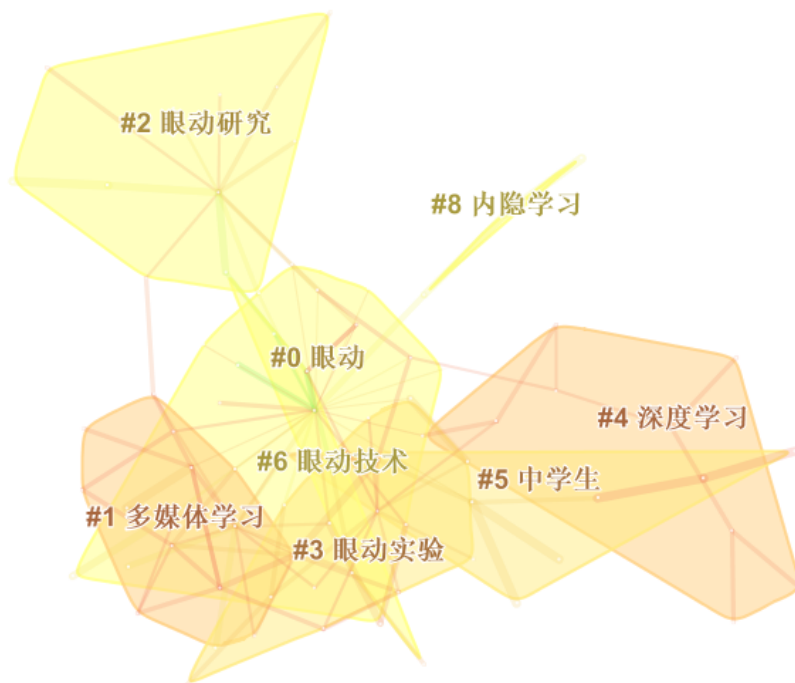 #2 眼动研究
#8 内隐学习
#0 眼动
#4 深度学习
#6 眼动技术
#5 中学生
#1 多媒体学习
#3 眼动实验